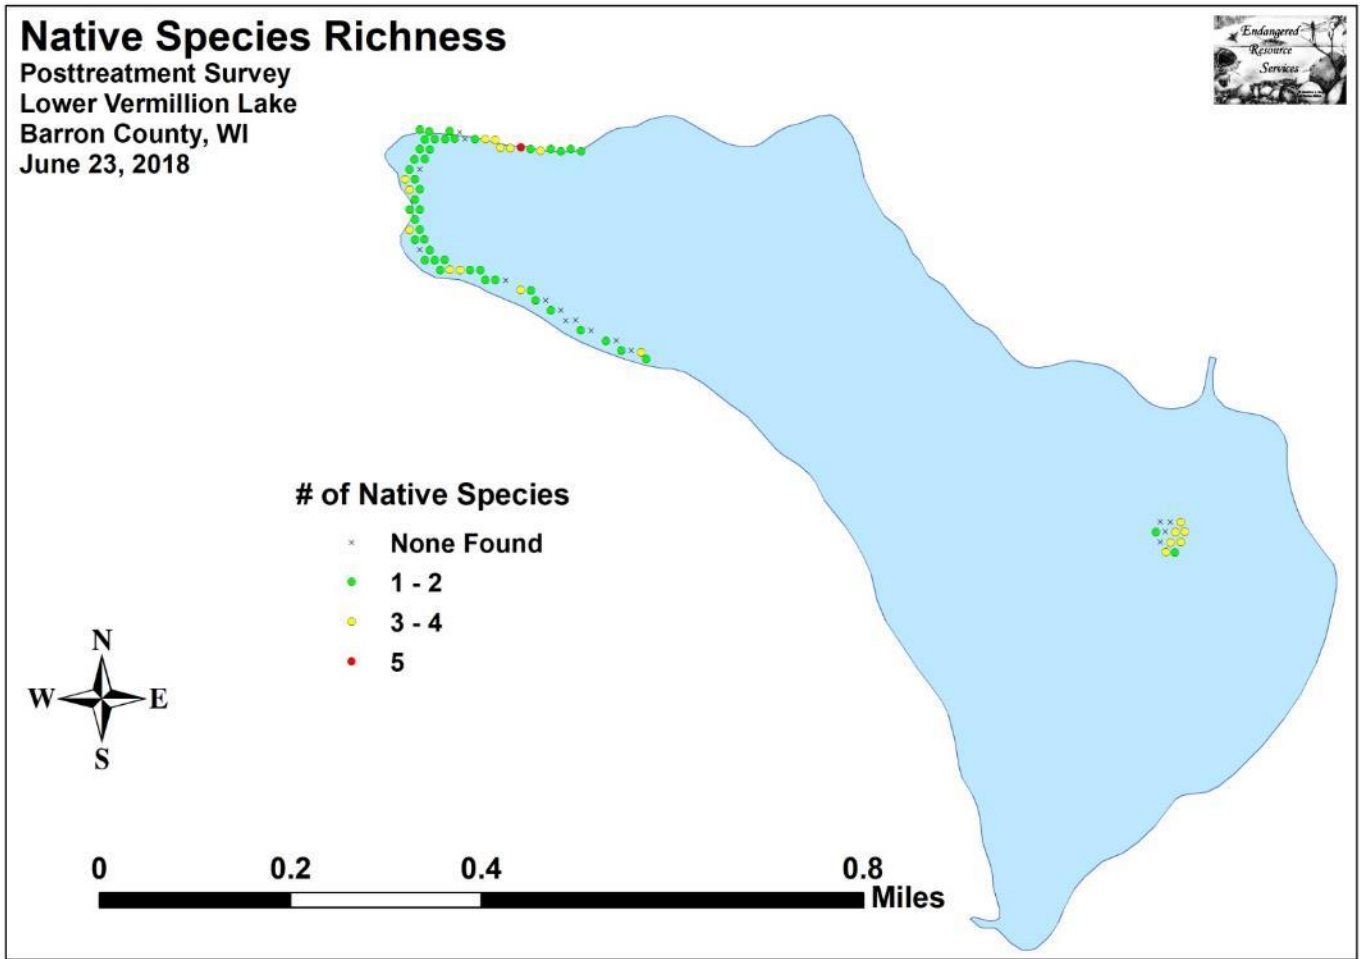 Native Species Richness
Posttreatment Survey
Lower Vermillion Lake
Barron County, WI
June 23, 2018
Endangered
Resource
Services
# of Native Species
× None Found
1 - 2
3 - 4
5
N
W E
S
0 0.2 0.4 0.8
Miles